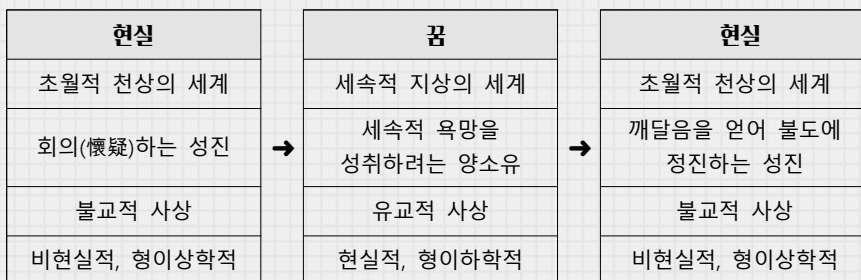 현실
초월적 천상의 세계
회의(懷疑)하는 성진
불교적 사상
비현실적, 형이상학적
➜
꿈
세속적 지상의 세계
세속적 욕망을
성취하려는 양소유
유교적 사상
현실적, 형이하학적
➜
현실
초월적 천상의 세계
깨달음을 얻어 불도에
정진하는 성진
불교적 사상
비현실적, 형이상학적